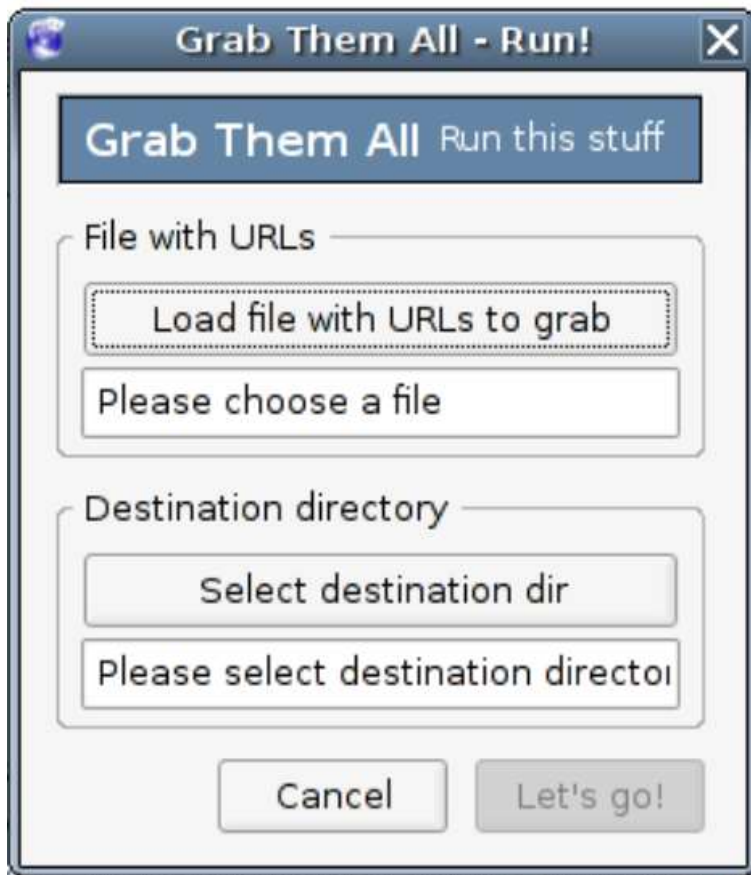 Grab Them All - Run!
Grab Them All Run this stuff
File with URLs
Load file with URLs to grab
Please choose a file
Destination directory
Select destination dir
Please select destination director
Cancel Let's go!